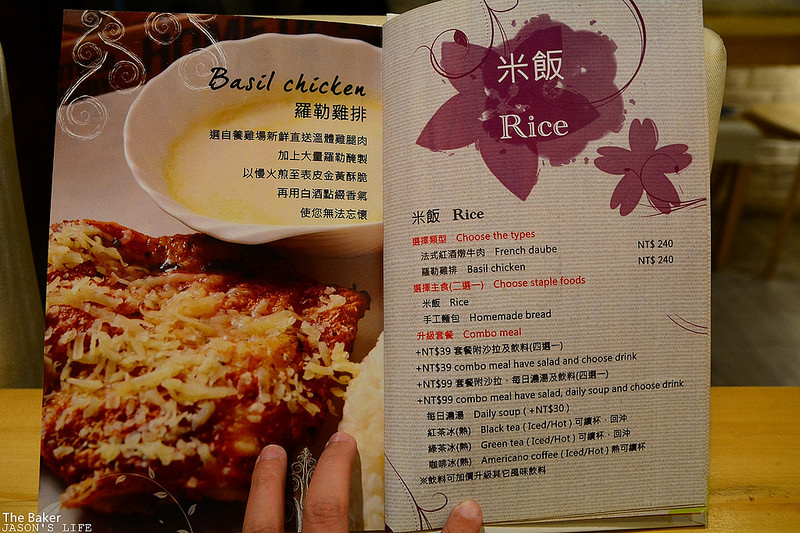 Basil chicken
羅勒雞排
選自養雞場新鮮直送溫體雞腿肉
加上大量羅勒醃製
以慢火煎至表皮金黃酥脆
再用白酒點綴香氣
使您無法忘懷
米飯
Rice
米飯 Rice
選擇類型 Choose the types
法式紅酒燉牛肉 French daube NT$ 240
羅勒雞排 Basil chicken NT$ 240
選擇主食(二選一) Choose staple foods
米飯 Rice
手工麵包 Homemade bread
升級套餐 Combo meal
+NT$39 套餐附沙拉及飲料(四選一)
+NT$39 combo meal have salad and choose drink
+NT$99 套餐附沙拉、每日濃湯及飲料(四選一)
+NT$99 combo meal have salad, daily soup and choose drink
每日濃湯 Daily soup ( +NT$30 )
紅茶冰(熱) Black tea ( Iced/Hot ) 可續杯、回沖
綠茶冰(熱) Green tea ( Iced/Hot ) 可續杯、回沖
咖啡冰(熱) Americano coffee ( Iced/Hot ) 熱可續杯
※飲料可加價升級其它風味飲料
The Baker
JASON'S LIFE